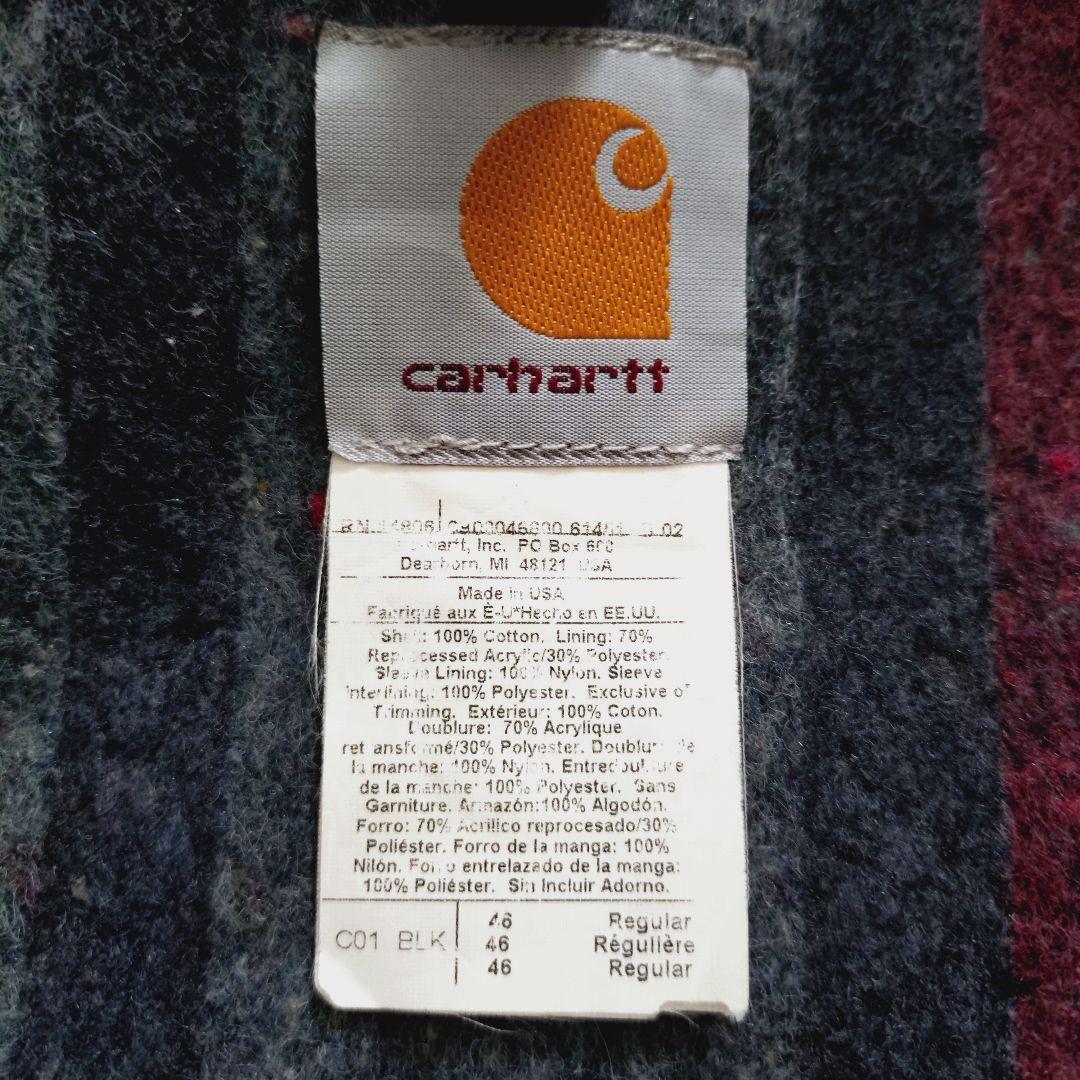 carhartt
RN 14806
Carhartt, Inc. PO Box 600
Dearborn, MI 48121 USA
Made in USA
Fabriqué aux É-U*Hecho en EE.UU.
Shell: 100% Cotton. Lining: 70%
Reprocessed Acrylic/30% Polyester.
Sleeve Lining: 100% Nylon. Sleeve
Interlining: 100% Polyester. Exclusive of
Trimming. Extérieur: 100% Coton.
Doublure: 70% Acrylique
retransformé/30% Polyester. Doublure de
la manche: 100% Nylon. Entredoublure
de la manche: 100% Polyester. Sans
Garniture. Armazón:100% Algodón.
Forro: 70% Acrílico reprocesado/30%
Poliéster. Forro de la manga: 100%
Nilón. Forro entrelazado de la manga:
100% Poliéster. Sin Incluir Adorno.
C01 BLK
46 Regular
46 Régulière
46 Regular